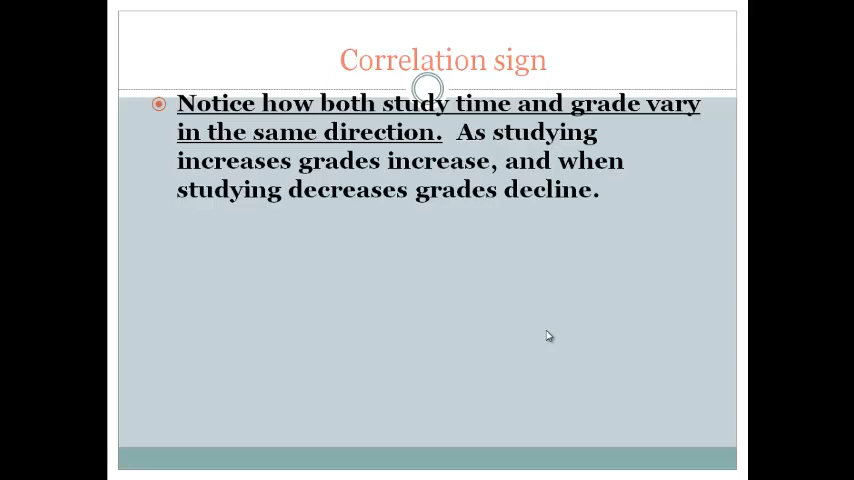 Correlation sign
Notice how both study time and grade vary
in the same direction. As studying
increases grades increase, and when
studying decreases grades decline.